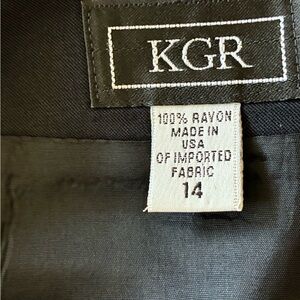 KGR
100% RAYON
MADE IN
USA
OF IMPORTED
FABRIC
14